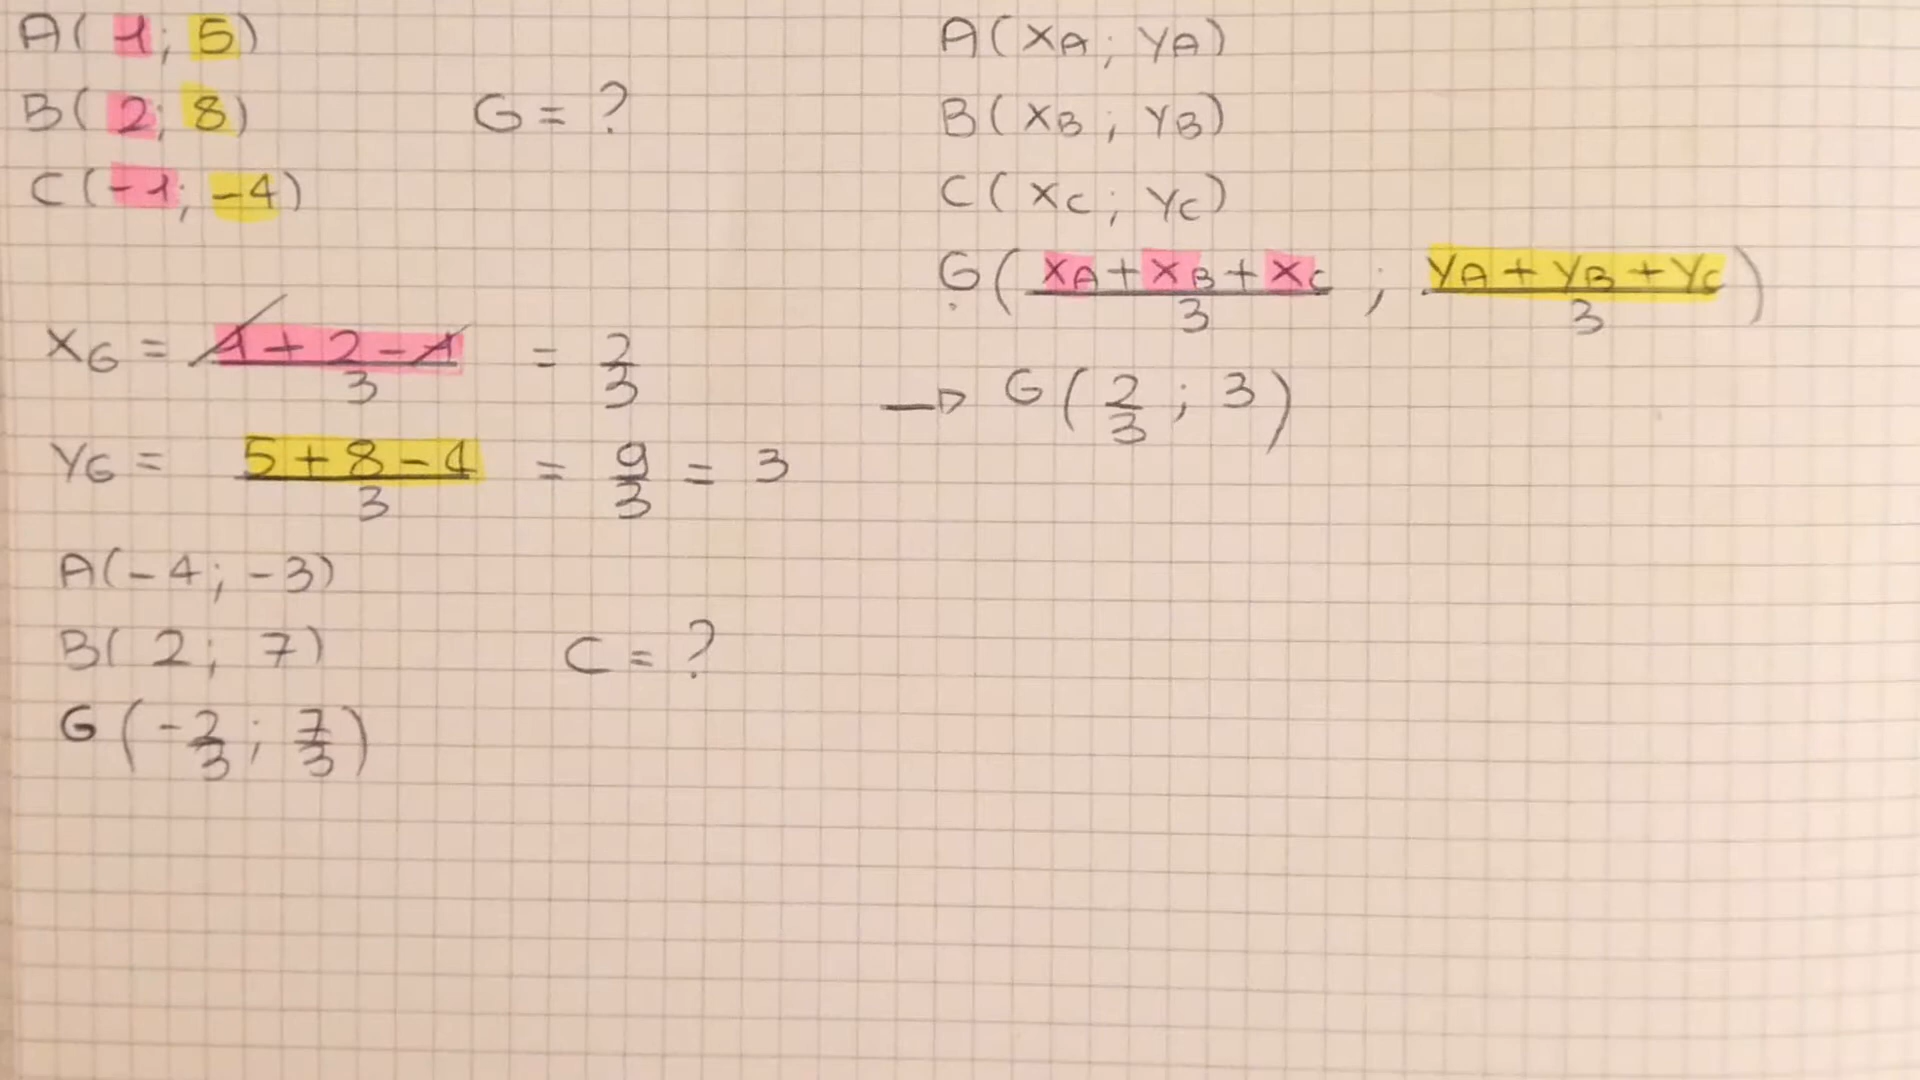 A(1; 5)
B(2; 8) G = ?
C(-1; -4)
A(xA; yA)
B(xB; yB)
C(xC; yC)
G((xA + xB + xC)/3; (yA + yB + yC)/3)
xG = (1 + 2 - 1)/3 = 2/3
yG = (5 + 8 - 4)/3 = 9/3 = 3
→ G(2/3; 3)
A(-4; -3)
B(2; 7) C = ?
G(-2/3; 7/3)